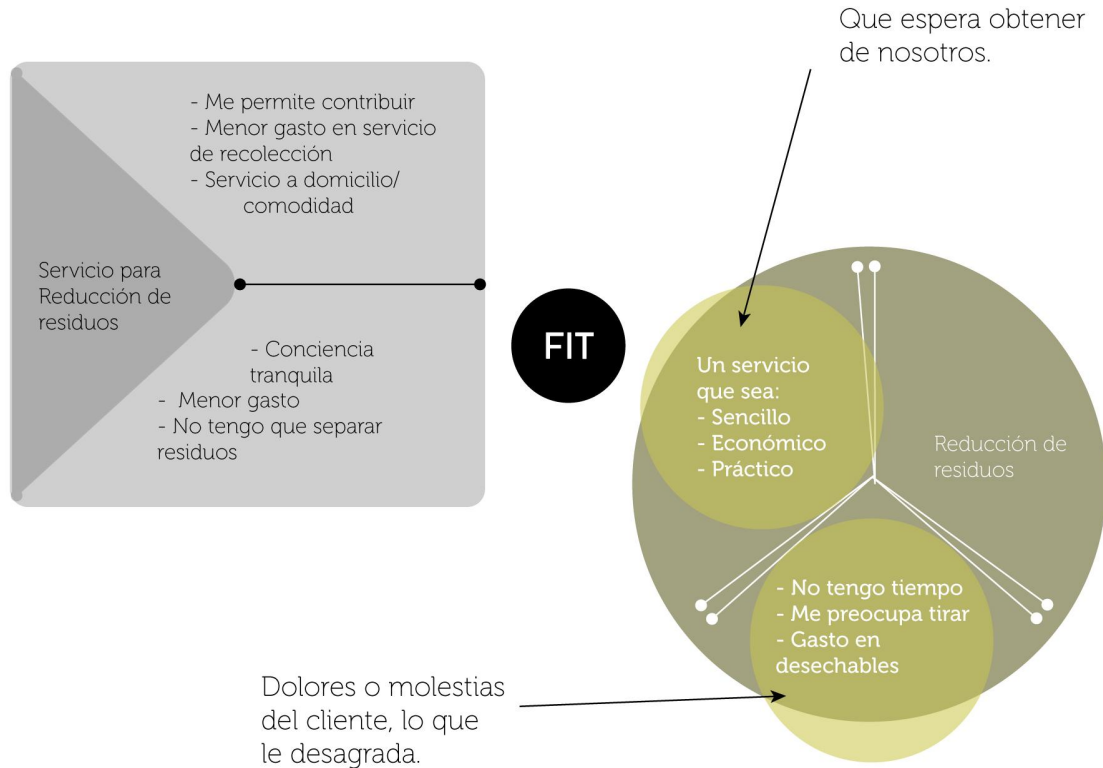 Que espera obtener
de nosotros.
- Me permite contribuir
- Menor gasto en servicio
de recolección
- Servicio a domicilio/
comodidad
Servicio para
Reducción de
residuos
- Conciencia
tranquila
- Menor gasto
- No tengo que separar
residuos
FIT
Un servicio
que sea:
- Sencillo
- Económico
- Práctico
Reducción de
residuos
- No tengo tiempo
- Me preocupa tirar
- Gasto en
desechables
Dolores o molestias
del cliente, lo que
le desagrada.